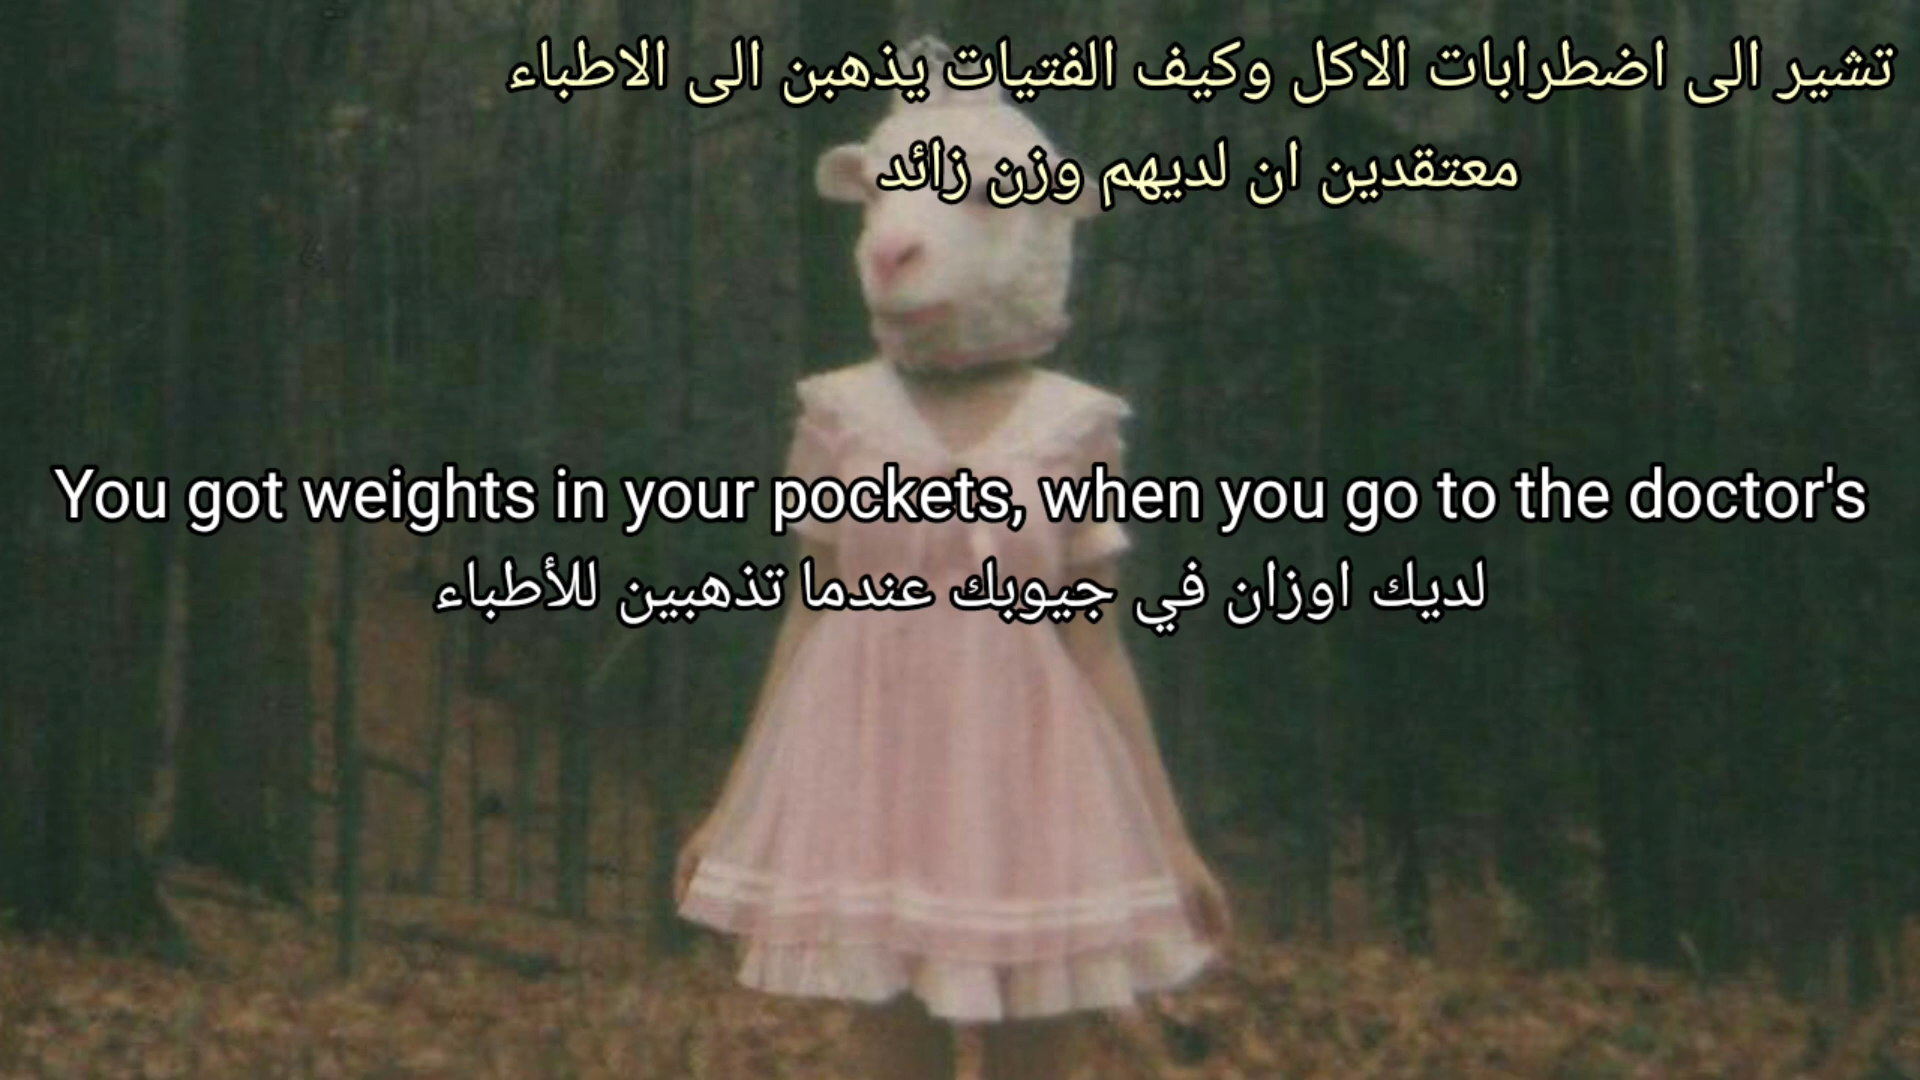 تشير الى اضطرابات الاكل وكيف الفتيات يذهبن الى الاطباء
معتقدين ان لديهم وزن زائد
You got weights in your pockets, when you go to the doctor's
لديك اوزان في جيوبك عندما تذهبين للأطباء